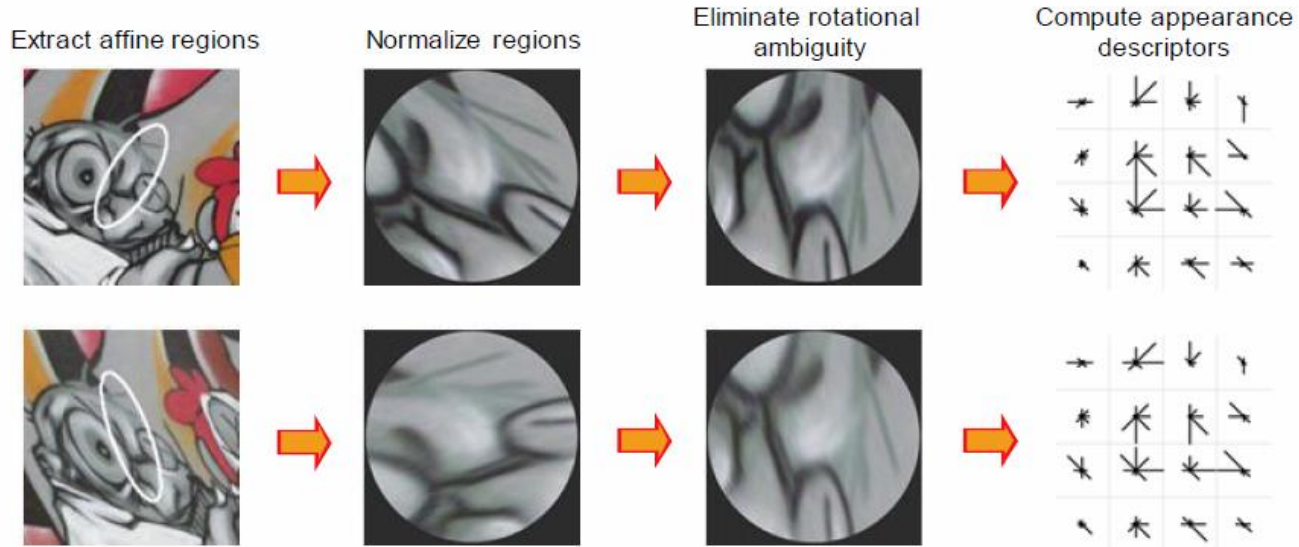 Extract affine regions
Normalize regions
Eliminate rotational
ambiguity
Compute appearance
descriptors